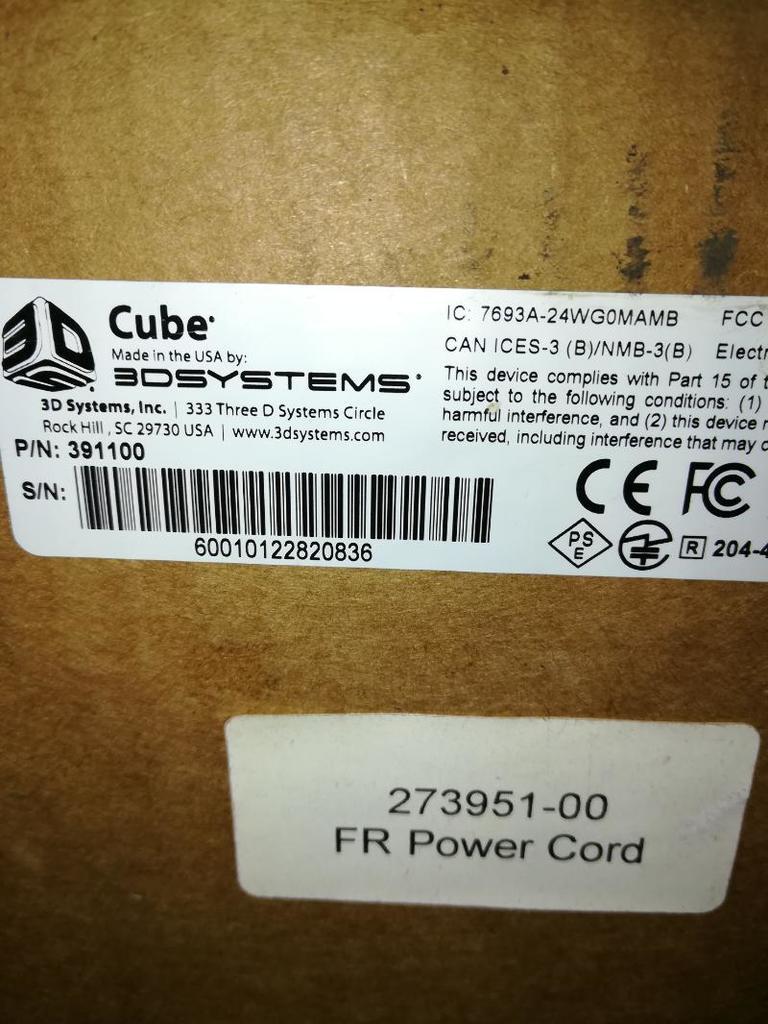 3DS
Cube
Made in the USA by:
3DSYSTEMS
3D Systems, Inc. | 333 Three D Systems Circle
Rock Hill, SC 29730 USA | www.3dsystems.com
P/N: 391100
S/N:
60010122820836
IC: 7693A-24WG0MAMB FCC
CAN ICES-3 (B)/NMB-3(B)
This device complies with Part 15 of
subject to the following conditions: (1)
harmful interference, and (2) this device
received, including interference that may
CE FC
PS
E
R 204-4
273951-00
FR Power Cord